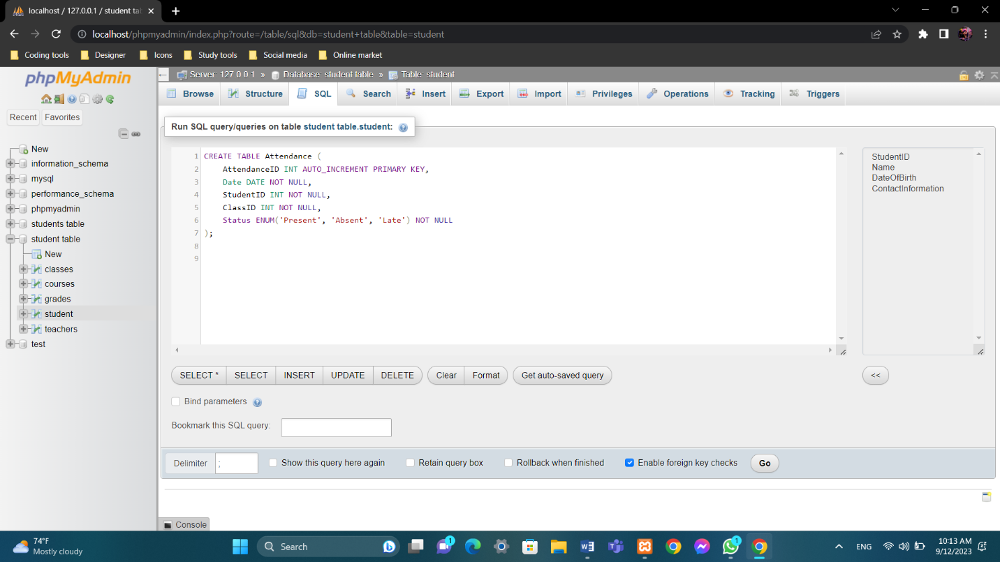 localhost / 127.0.0.1 / student tal
localhost/phpmyadmin/index.php?route=/table/sql&db=student+table&table=student
Coding tools Designer Icons Study tools Social media Online market
phpMyAdmin
Recent Favorites
New
information_schema
mysql
performance_schema
phpmyadmin
students table
student table
New
classes
courses
grades
student
teachers
test
Server: 127.0.0.1 » Database: student table » Table: student
Browse Structure SQL Search Insert Export Import Privileges Operations Tracking Triggers
Run SQL query/queries on table student table.student:
1 CREATE TABLE Attendance (
2 AttendanceID INT AUTO_INCREMENT PRIMARY KEY,
3 Date DATE NOT NULL,
4 StudentID INT NOT NULL,
5 ClassID INT NOT NULL,
6 Status ENUM('Present', 'Absent', 'Late') NOT NULL
7 );
8
9
StudentID
Name
DateOfBirth
ContactInformation
SELECT * SELECT INSERT UPDATE DELETE Clear Format Get auto-saved query <<
Bind parameters
Bookmark this SQL query:
Delimiter ; Show this query here again Retain query box Rollback when finished Enable foreign key checks Go
Console
74°F
Mostly cloudy
Search
1
1
ENG
10:13 AM
9/12/2023